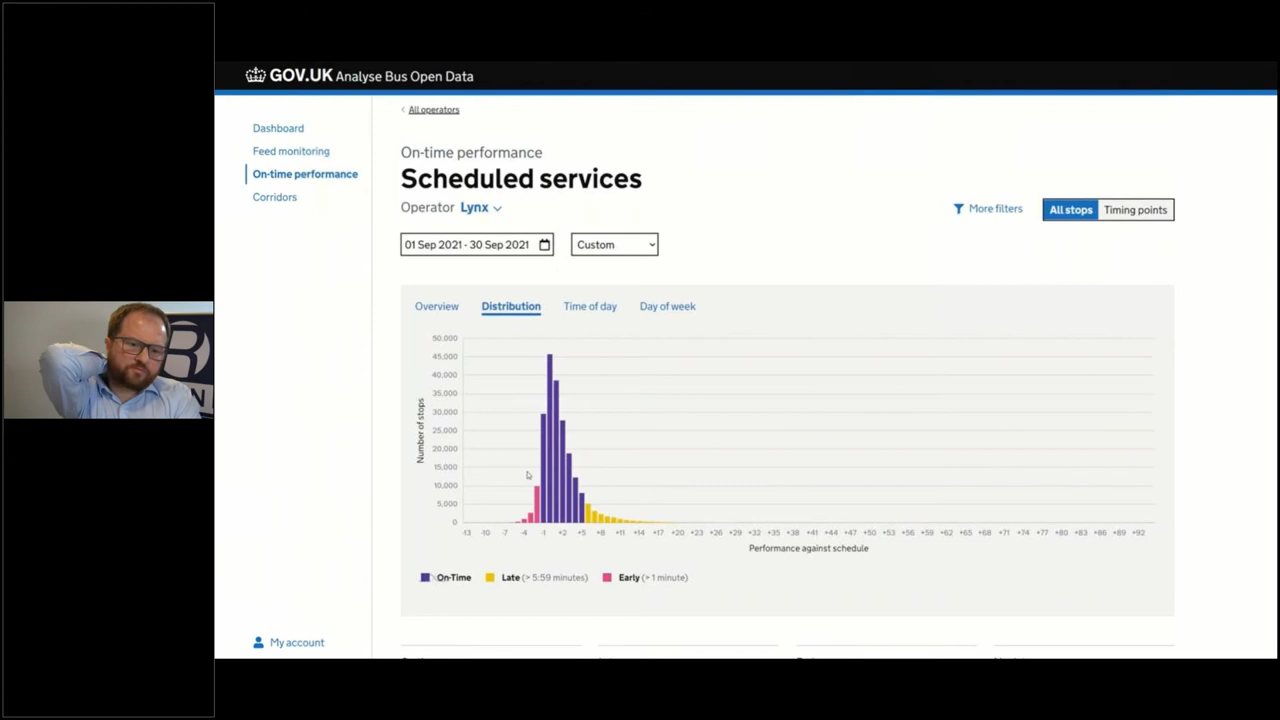 GOV.UK Analyse Bus Open Data
All operators
Dashboard
Feed monitoring
On-time performance
Corridors
On-time performance
Scheduled services
Operator Lynx
More filters
All stops
Timing points
01 Sep 2021 - 30 Sep 2021
Custom
Overview
Distribution
Time of day
Day of week
50,000
45,000
40,000
35,000
30,000
25,000
20,000
15,000
10,000
5,000
0
Number of stops
-13 -10 -7 -4 -1 +2 +5 +8 +11 +14 +17 +20 +23 +26 +29 +32 +35 +38 +41 +44 +47 +50 +53 +56 +59 +62 +65 +68 +71 +74 +77 +80 +83 +86 +89 +92
Performance against schedule
On-Time
Late (> 5:59 minutes)
Early (> 1 minute)
My account
R